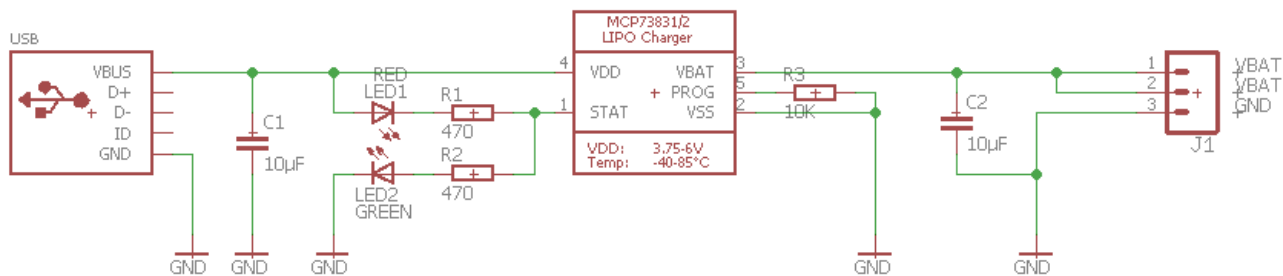 USB
VBUS
D+
D-
ID
GND
C1
10µF
RED
LED1
R1
470
R2
470
LED2
GREEN
MCP73831/2
LIPO Charger
4
VDD
VBAT
3
PROG
5
1
STAT
VSS
2
VDD: 3.75-6V
Temp: -40-85°C
R3
10K
C2
10µF
1
2
3
VBAT
VBAT
GND
J1
GND
GND
GND
GND
GND